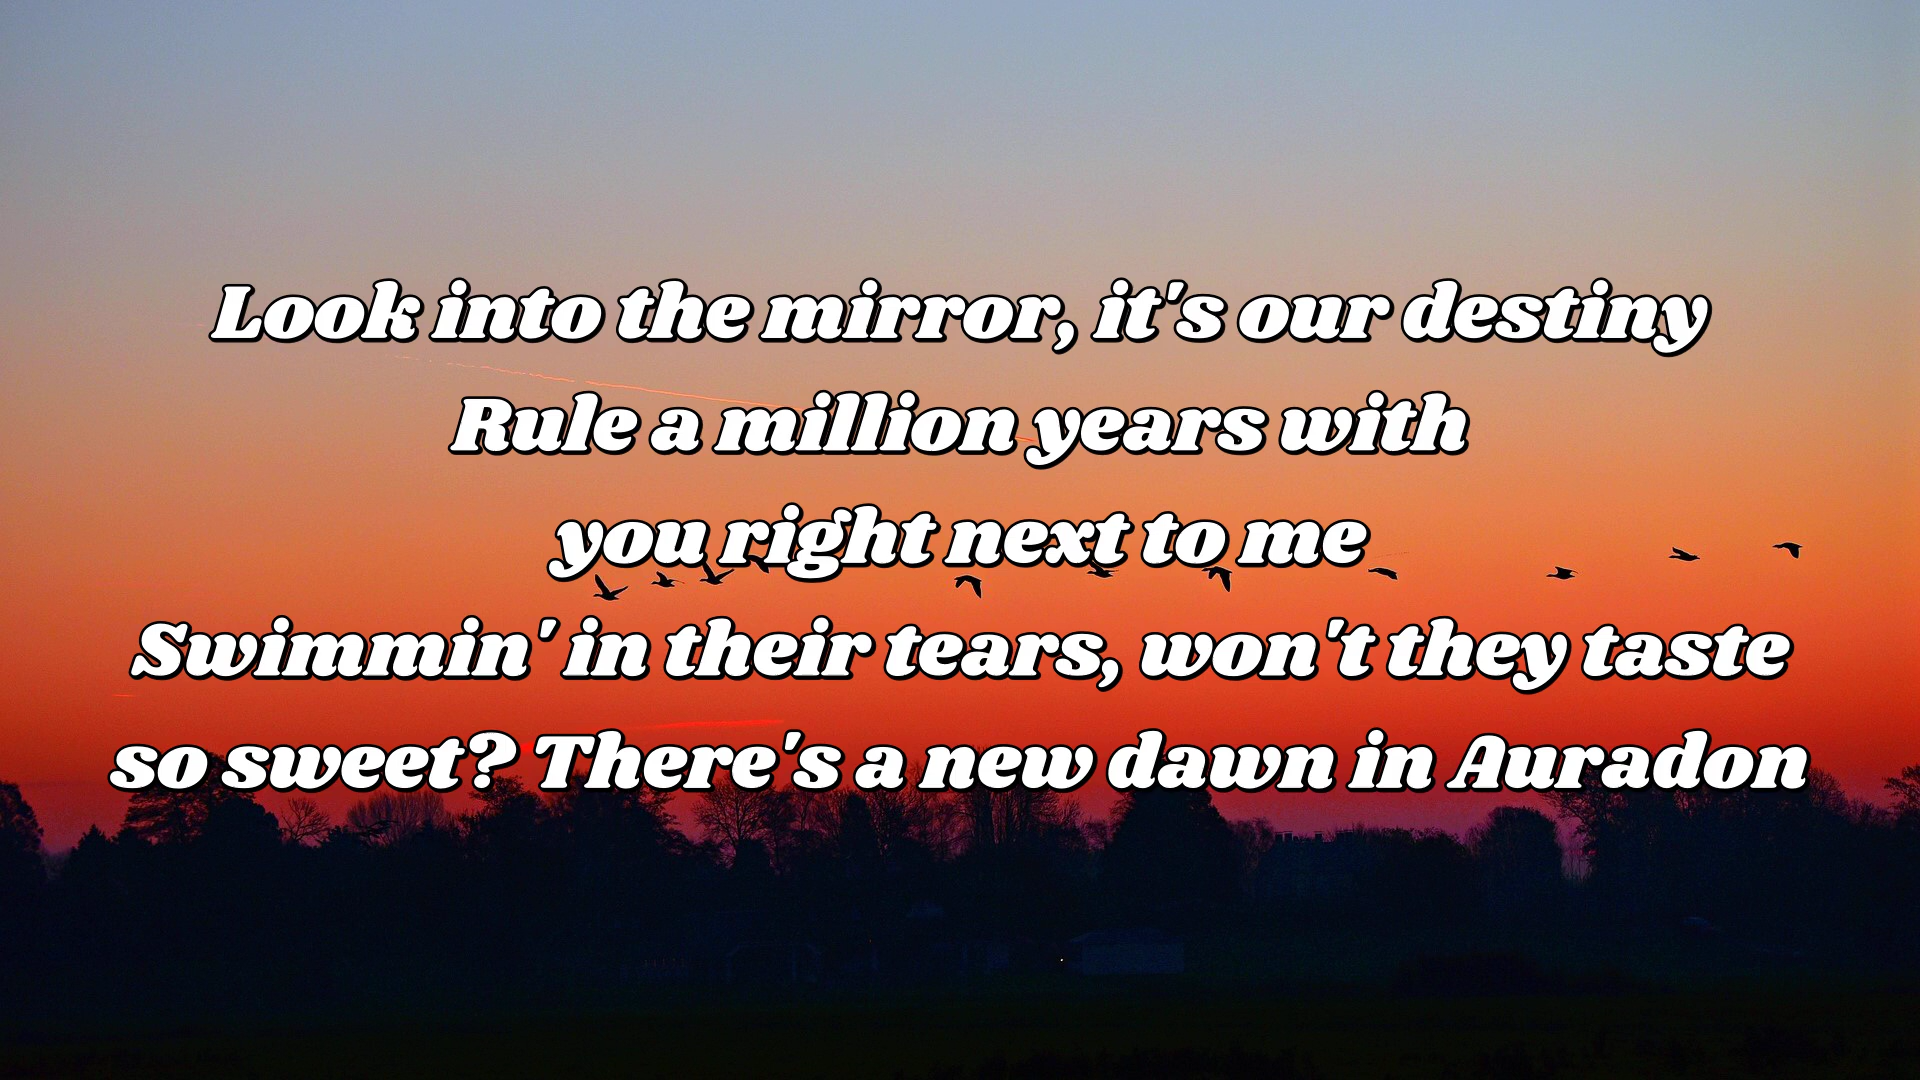 Look into the mirror, it's our destiny
Rule a million years with
you right next to me
Swimmin' in their tears, won't they taste
so sweet? There's a new dawn in Auradon